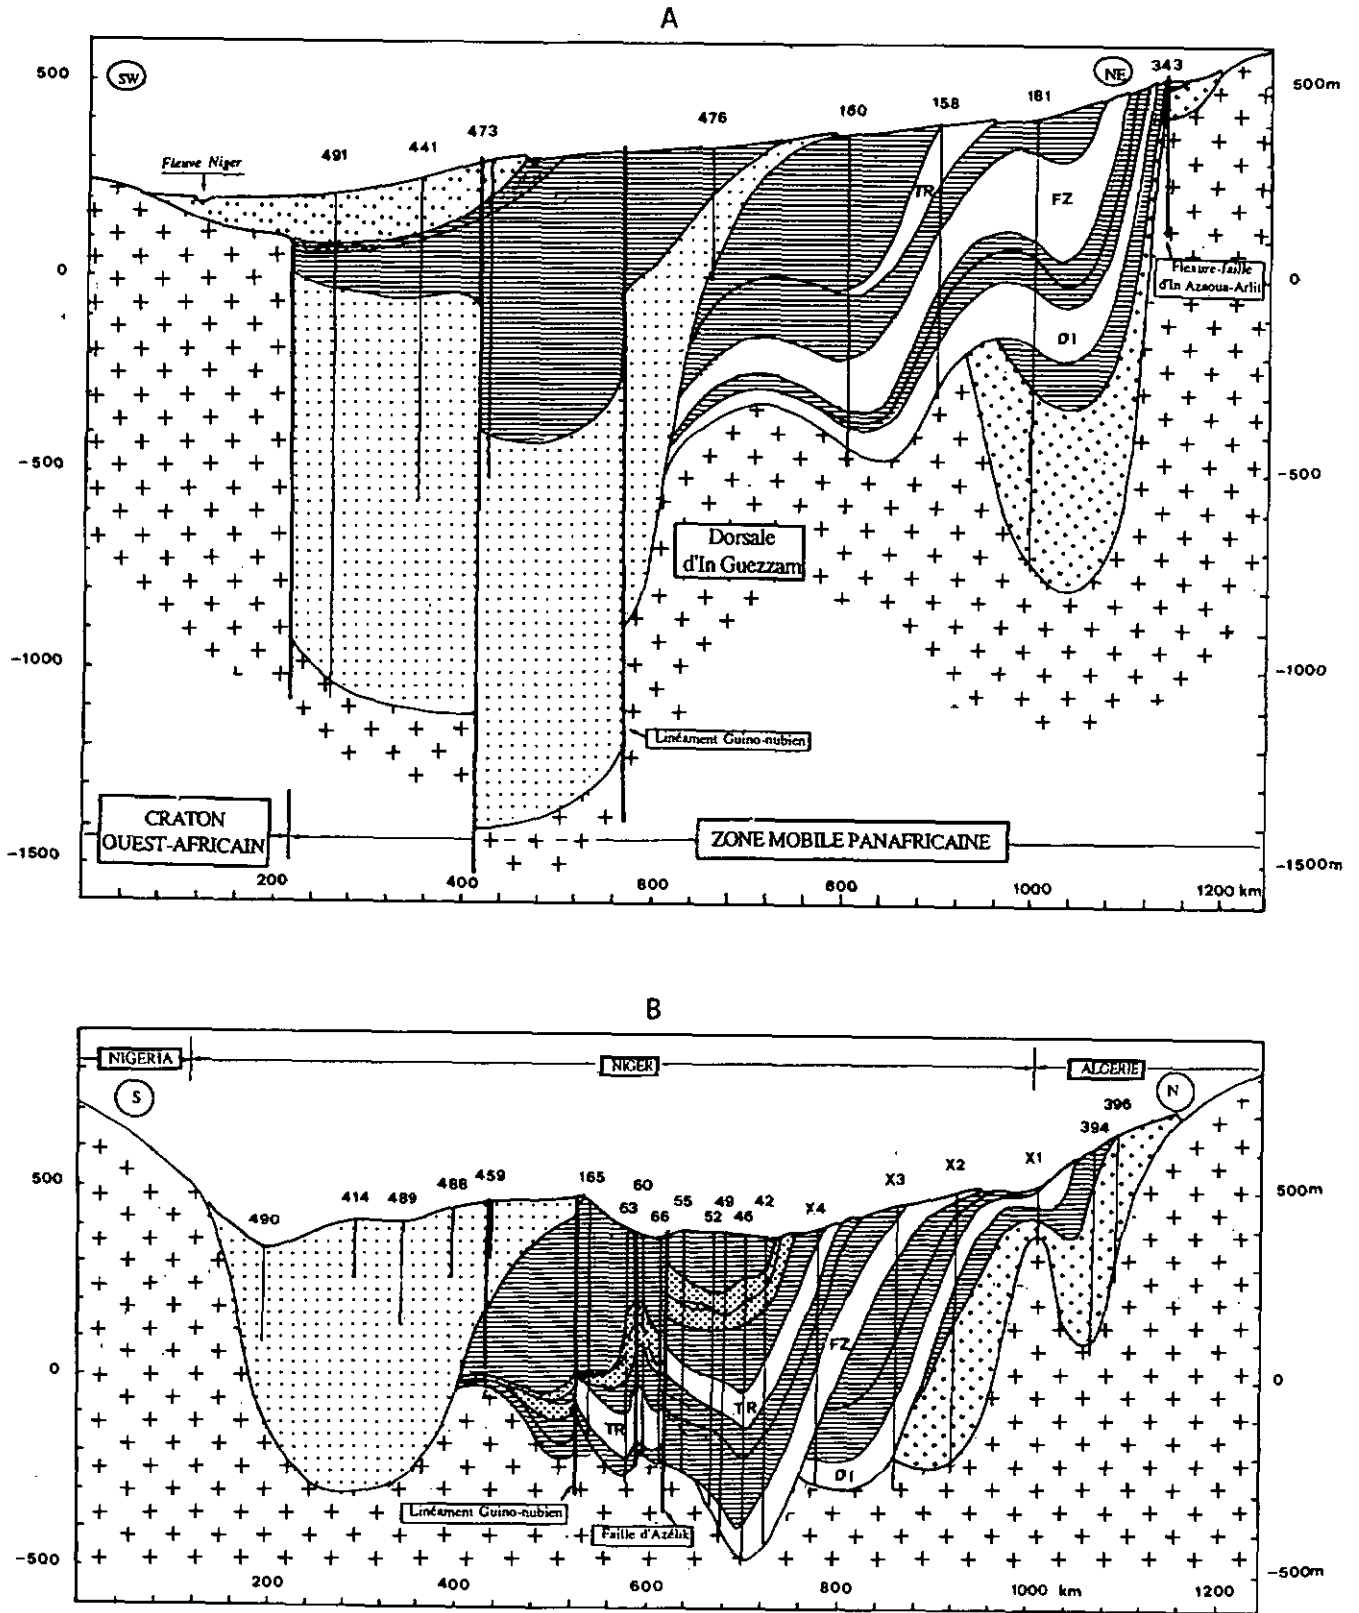 A
500
SW
NE
343
500m
491
441
473
476
160
158
181
Fleuve Niger
TR
FZ
0
0
Flexure-faille
d'In Azaoua-Arlit
DI
-500
-500
Dorsale
d'In Guezzam
-1000
-1000
Linéament Guino-nubien
CRATON
OUEST-AFRICAIN
ZONE MOBILE PANAFRICAINE
-1500
-1500m
200
400
800
600
1000
1200 km
B
NIGERIA
NIGER
ALGERIE
S
N
396
394
500
500m
490
414
489
488
459
165
63
60
66
55
52
49
46
42
X4
X3
X2
X1
FZ
TR
TR
DI
0
0
Linéament Guino-nubien
Faille d'Azélik
-500
-500m
200
400
600
800
1000
km
1200